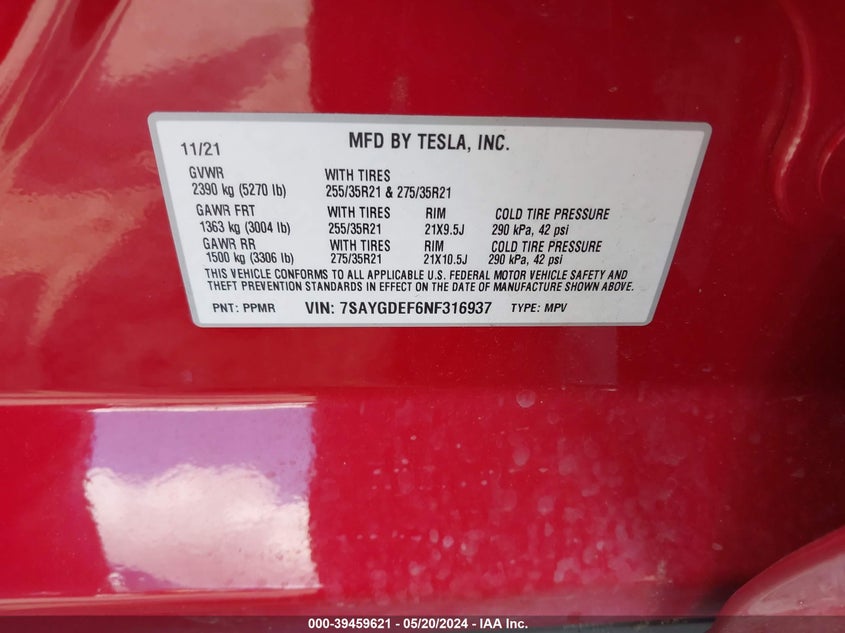 11/21 MFD BY TESLA, INC.
GVWR WITH TIRES
2390 kg (5270 lb) 255/35R21 & 275/35R21
GAWR FRT WITH TIRES RIM COLD TIRE PRESSURE
1363 kg (3004 lb) 255/35R21 21X9.5J 290 kPa, 42 psi
GAWR RR WITH TIRES RIM COLD TIRE PRESSURE
1500 kg (3306 lb) 275/35R21 21X10.5J 290 kPa, 42 psi
THIS VEHICLE CONFORMS TO ALL APPLICABLE U.S. FEDERAL MOTOR VEHICLE SAFETY AND
THEFT PREVENTION STANDARDS IN EFFECT ON THE DATE OF MANUFACTURE SHOWN ABOVE.
PNT: PPMR VIN: 7SAYGDEF6NF316937 TYPE: MPV
000-39459621 - 05/20/2024 - IAA Inc.